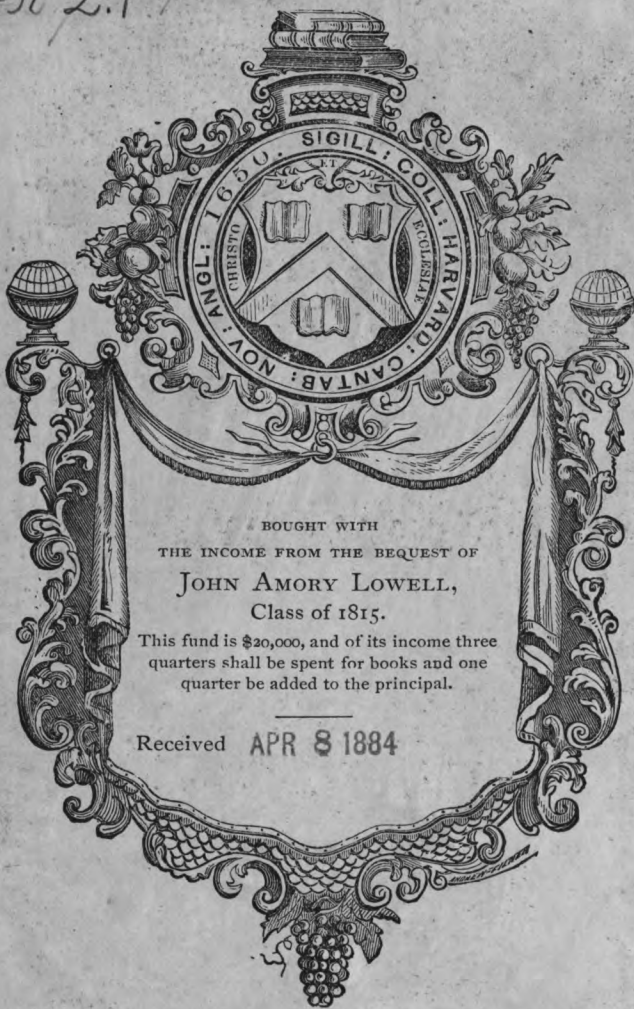 SIGILL: COLL: HARVARD: CANTAB: NOV: ANGL: 1650.
ET
CHRISTO
ECCLESIAE
BOUGHT WITH
THE INCOME FROM THE BEQUEST OF
JOHN AMORY LOWELL,
Class of 1815.
This fund is $20,000, and of its income three
quarters shall be spent for books and one
quarter be added to the principal.
Received APR 8 1884